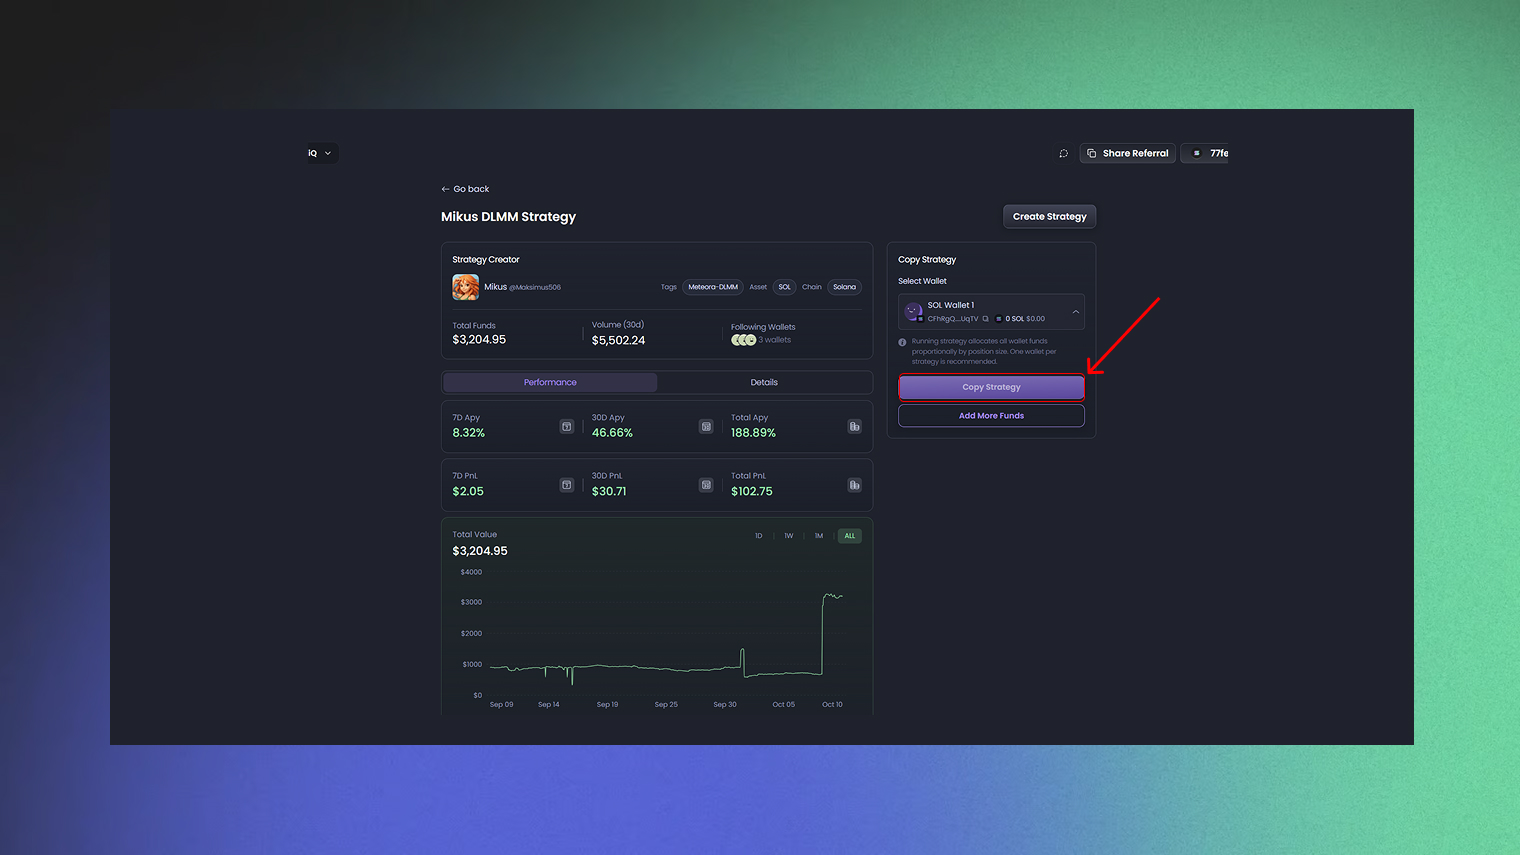 iQ
Share Referral
77fe
Go back
Mikus DLMM Strategy
Create Strategy
Strategy Creator
Mikus @Maksimus508
Tags Meteora-DLMM Asset SOL Chain Solana
Total Funds
$3,204.95
Volume (30d)
$5,502.24
Following Wallets
3 wallets
Performance
Details
7D Apy
8.32%
30D Apy
46.66%
Total Apy
188.89%
7D PnL
$2.05
30D PnL
$30.71
Total PnL
$102.75
Total Value
$3,204.95
1D 1W 1M ALL
$4000
$3000
$2000
$1000
$0
Sep 09 Sep 14 Sep 19 Sep 25 Sep 30 Oct 05 Oct 10
Copy Strategy
Select Wallet
SOL Wallet 1
CFhRgQ...UqTV 0 SOL $0.00
Running strategy allocates all wallet funds
proportionally by position size. One wallet per
strategy is recommended.
Copy Strategy
Add More Funds